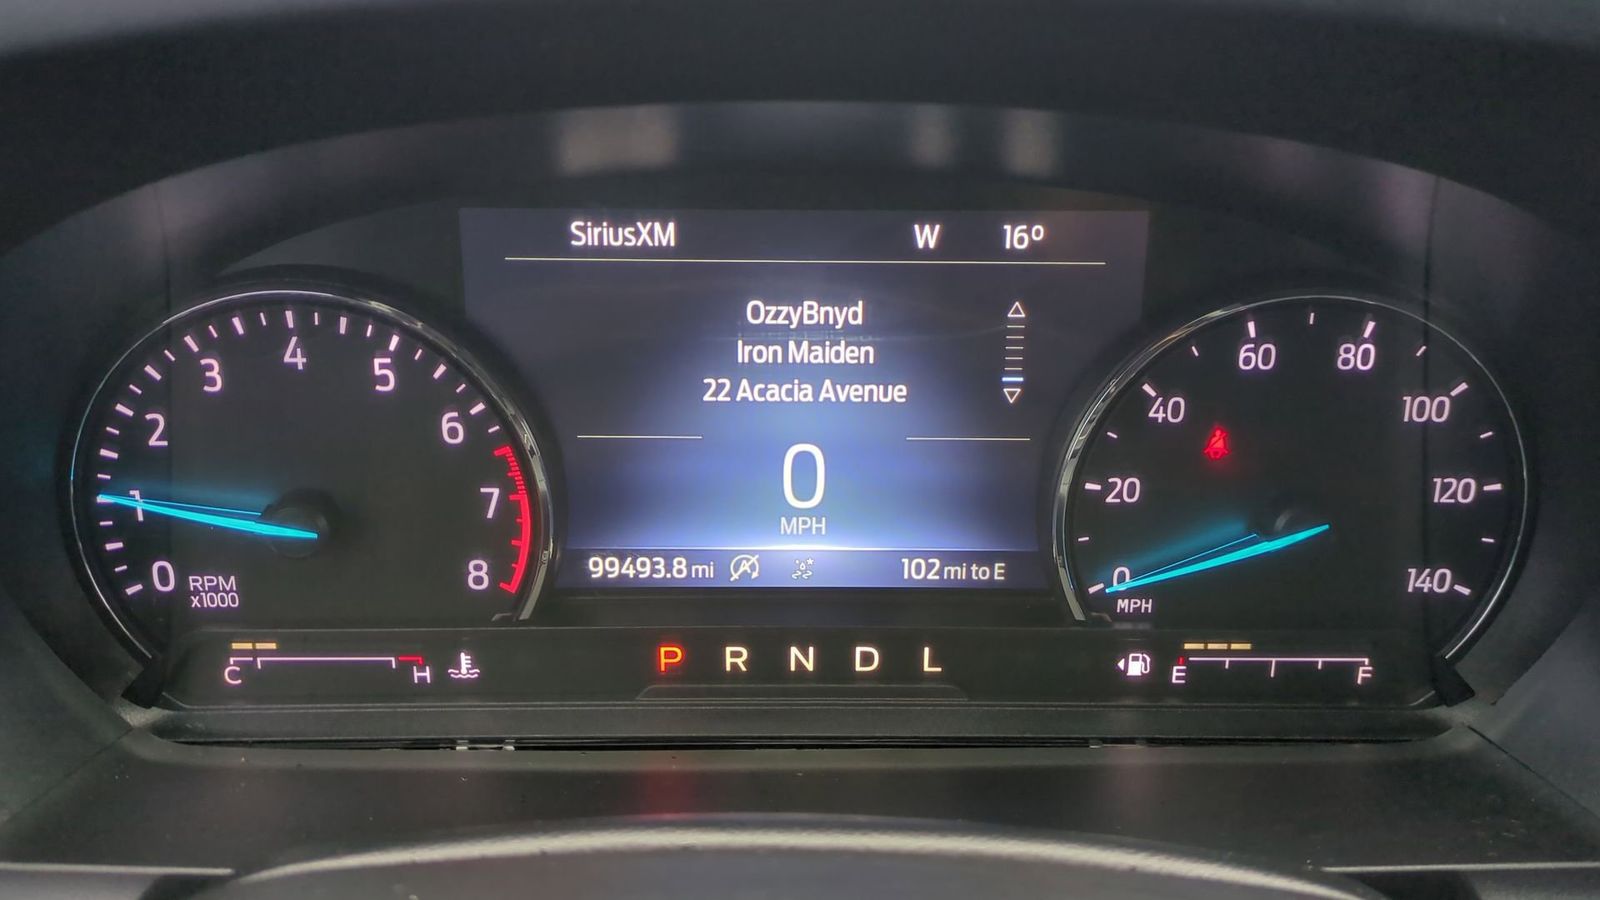 SiriusXM W 16°
OzzyBnyd
Iron Maiden
22 Acacia Avenue
0
MPH
99493.8 mi 102 mi to E
0 1 2 3 4 5 6 7 8
RPM
x1000
0 20 40 60 80 100 120 140
MPH
C H
P R N D L
E F